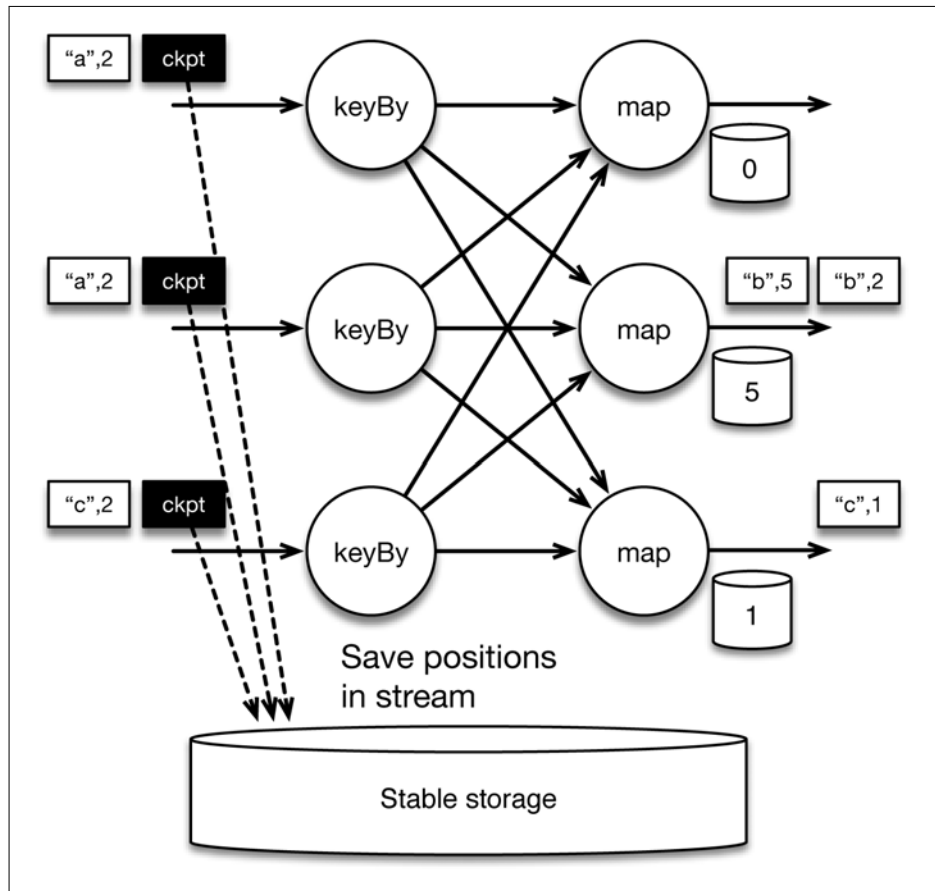 “a”,2
ckpt
keyBy
map
0
“a”,2
ckpt
keyBy
map
“b”,5
“b”,2
5
“c”,2
ckpt
keyBy
map
“c”,1
1
Save positions
in stream
Stable storage